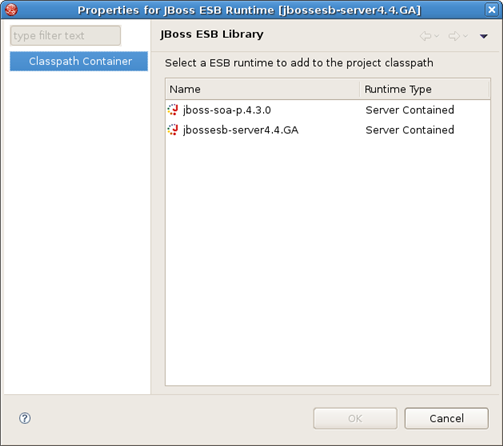 Properties for JBoss ESB Runtime [jbossesb-server4.4.GA]
type filter text
Classpath Container
JBoss ESB Library
Select a ESB runtime to add to the project classpath
Name Runtime Type
jboss-soa-p.4.3.0 Server Contained
jbossesb-server4.4.GA Server Contained
OK Cancel